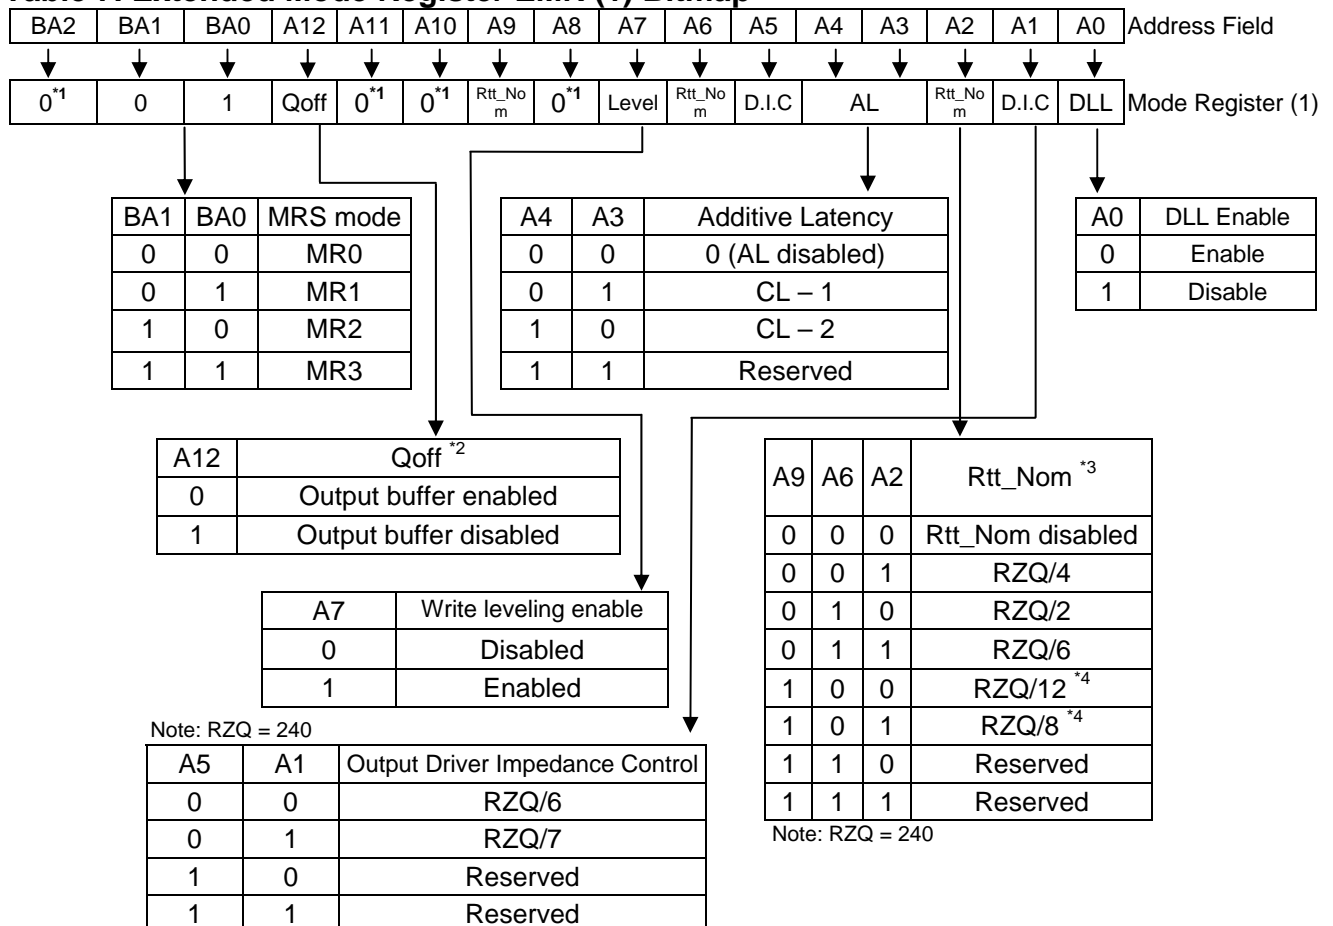 Table 7. Extended Mode Register EMR (1) Bitmap
BA2 BA1 BA0 A12 A11 A10 A9 A8 A7 A6 A5 A4 A3 A2 A1 A0 Address Field
0*1 0 1 Qoff 0*1 0*1 Rtt_No m 0*1 Level Rtt_No m D.I.C AL Rtt_No m D.I.C DLL Mode Register (1)
BA1 BA0 MRS mode
0 0 MR0
0 1 MR1
1 0 MR2
1 1 MR3
A4 A3 Additive Latency
0 0 0 (AL disabled)
0 1 CL – 1
1 0 CL – 2
1 1 Reserved
A0 DLL Enable
0 Enable
1 Disable
A12 Qoff *2
0 Output buffer enabled
1 Output buffer disabled
A9 A6 A2 Rtt_Nom *3
0 0 0 Rtt_Nom disabled
0 0 1 RZQ/4
0 1 0 RZQ/2
0 1 1 RZQ/6
1 0 0 RZQ/12 *4
1 0 1 RZQ/8 *4
1 1 0 Reserved
1 1 1 Reserved
Note: RZQ = 240
A7 Write leveling enable
0 Disabled
1 Enabled
Note: RZQ = 240
A5 A1 Output Driver Impedance Control
0 0 RZQ/6
0 1 RZQ/7
1 0 Reserved
1 1 Reserved